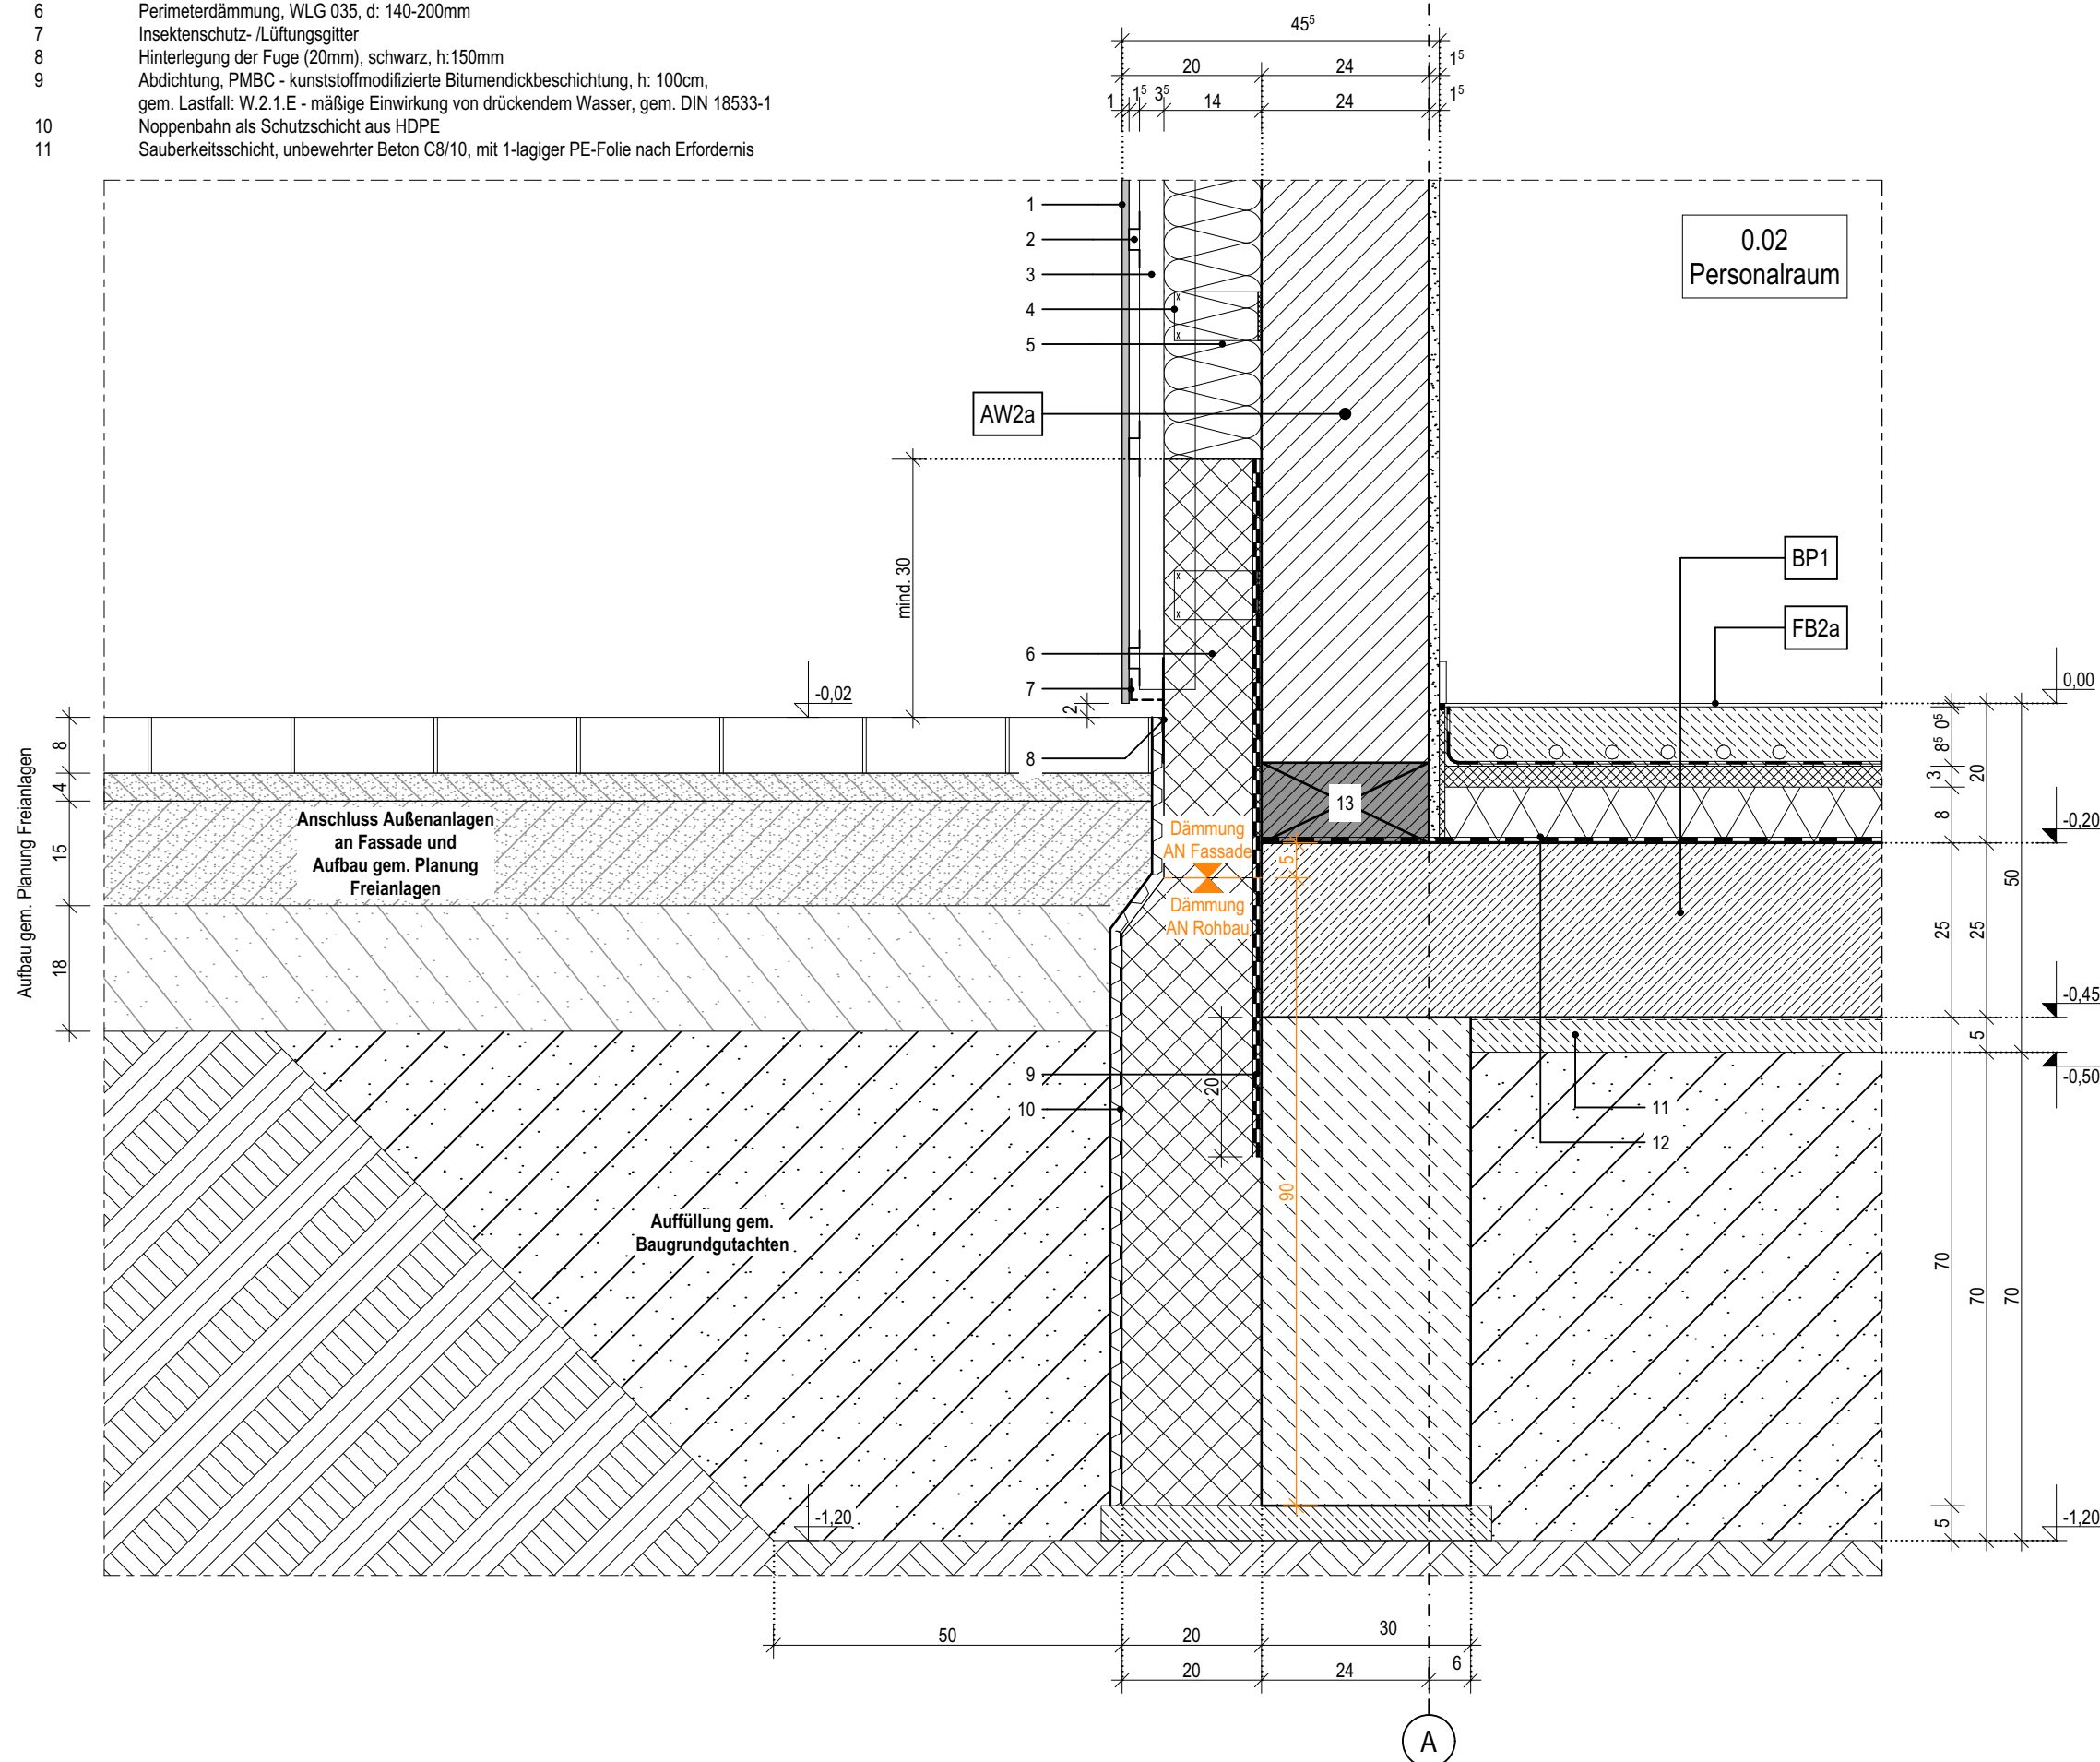 6 Perimeterdämmung, WLG 035, d: 140-200mm
7 Insektenschutz- /Lüftungsgitter
8 Hinterlegung der Fuge (20mm), schwarz, h:150mm
9 Abdichtung, PMBC - kunststoffmodifizierte Bitumendickbeschichtung, h: 100cm,
gem. Lastfall: W.2.1.E - mäßige Einwirkung von drückendem Wasser, gem. DIN 18533-1
10 Noppenbahn als Schutzschicht aus HDPE
11 Sauberkeitsschicht, unbewehrter Beton C8/10, mit 1-lagiger PE-Folie nach Erfordernis
45⁵
20 24 1⁵
1 1⁵ 3⁵ 14 24 1⁵
1
2
3
4
5
AW2a
0.02
Personalraum
mind. 30
BP1
FB2a
6
7
-0,02
2
8
0,00
Aufbau gem. Planung Freianlagen
8
4
15
18
Anschluss Außenanlagen
an Fassade und
Aufbau gem. Planung
Freianlagen
Dämmung
AN Fassade
Dämmung
AN Rohbau
5
13
0⁵
8⁵
3
8
20
50
-0,20
25
25
-0,45
5
-0,50
9
10
20
90
11
12
Auffüllung gem.
Baugrundgutachten
70
70
70
5
-1,20
-1,20
50 20 30
20 24 6
A